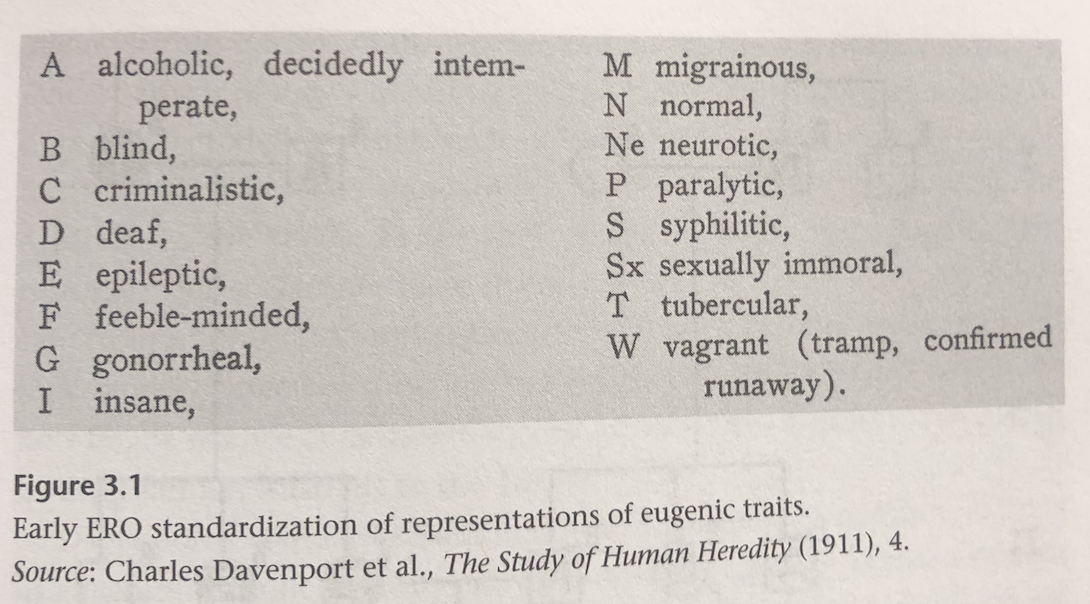 A alcoholic, decidedly intem-
perate,
B blind,
C criminalistic,
D deaf,
E epileptic,
F feeble-minded,
G gonorrheal,
I insane,
M migrainous,
N normal,
Ne neurotic,
P paralytic,
S syphilitic,
Sx sexually immoral,
T tubercular,
W vagrant (tramp, confirmed
runaway).
Figure 3.1
Early ERO standardization of representations of eugenic traits.
Source: Charles Davenport et al., The Study of Human Heredity (1911), 4.